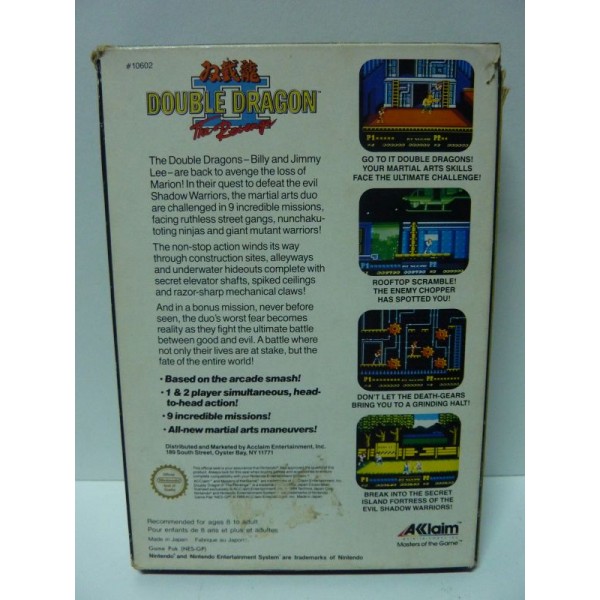 #10602
双截龍
II
DOUBLE DRAGON™
The Revenge
The Double Dragons – Billy and Jimmy
Lee – are back to avenge the loss of
Marion! In their quest to defeat the evil
Shadow Warriors, the martial arts duo
are challenged in 9 incredible missions,
facing ruthless street gangs, nunchaku-
toting ninjas and giant mutant warriors!
The non-stop action winds its way
through construction sites, alleyways
and underwater hideouts complete with
secret elevator shafts, spiked ceilings
and razor-sharp mechanical claws!
And in a bonus mission, never before
seen, the duo's worst fear becomes
reality as they fight the ultimate battle
between good and evil. A battle where
not only their lives are at stake, but the
fate of the entire world!
• Based on the arcade smash!
• 1 & 2 player simultaneous, head-
to-head action!
• 9 incredible missions!
• All-new martial arts maneuvers!
Distributed and Marketed by Acclaim Entertainment, Inc.
189 South Street, Oyster Bay, NY 11771
Nintendo
Recommended for ages 8 to Adult.
Pour enfants de 8 ans et plus et adultes
Made in Japan Fabriqué au Japon
Game Pak (NES-GP)
Nintendo® and Nintendo Entertainment System® are trademarks of Nintendo
GO TO IT DOUBLE DRAGONS!
YOUR MARTIAL ARTS SKILLS
FACE THE ULTIMATE CHALLENGE!
ROOFTOP SCRAMBLE!
THE ENEMY CHOPPER
HAS SPOTTED YOU!
DON'T LET THE DEATH-GEARS
BRING YOU TO A GRINDING HALT!
BREAK INTO THE SECRET
ISLAND FORTRESS OF THE
EVIL SHADOW WARRIORS!
AKklaim
Masters of the Game™